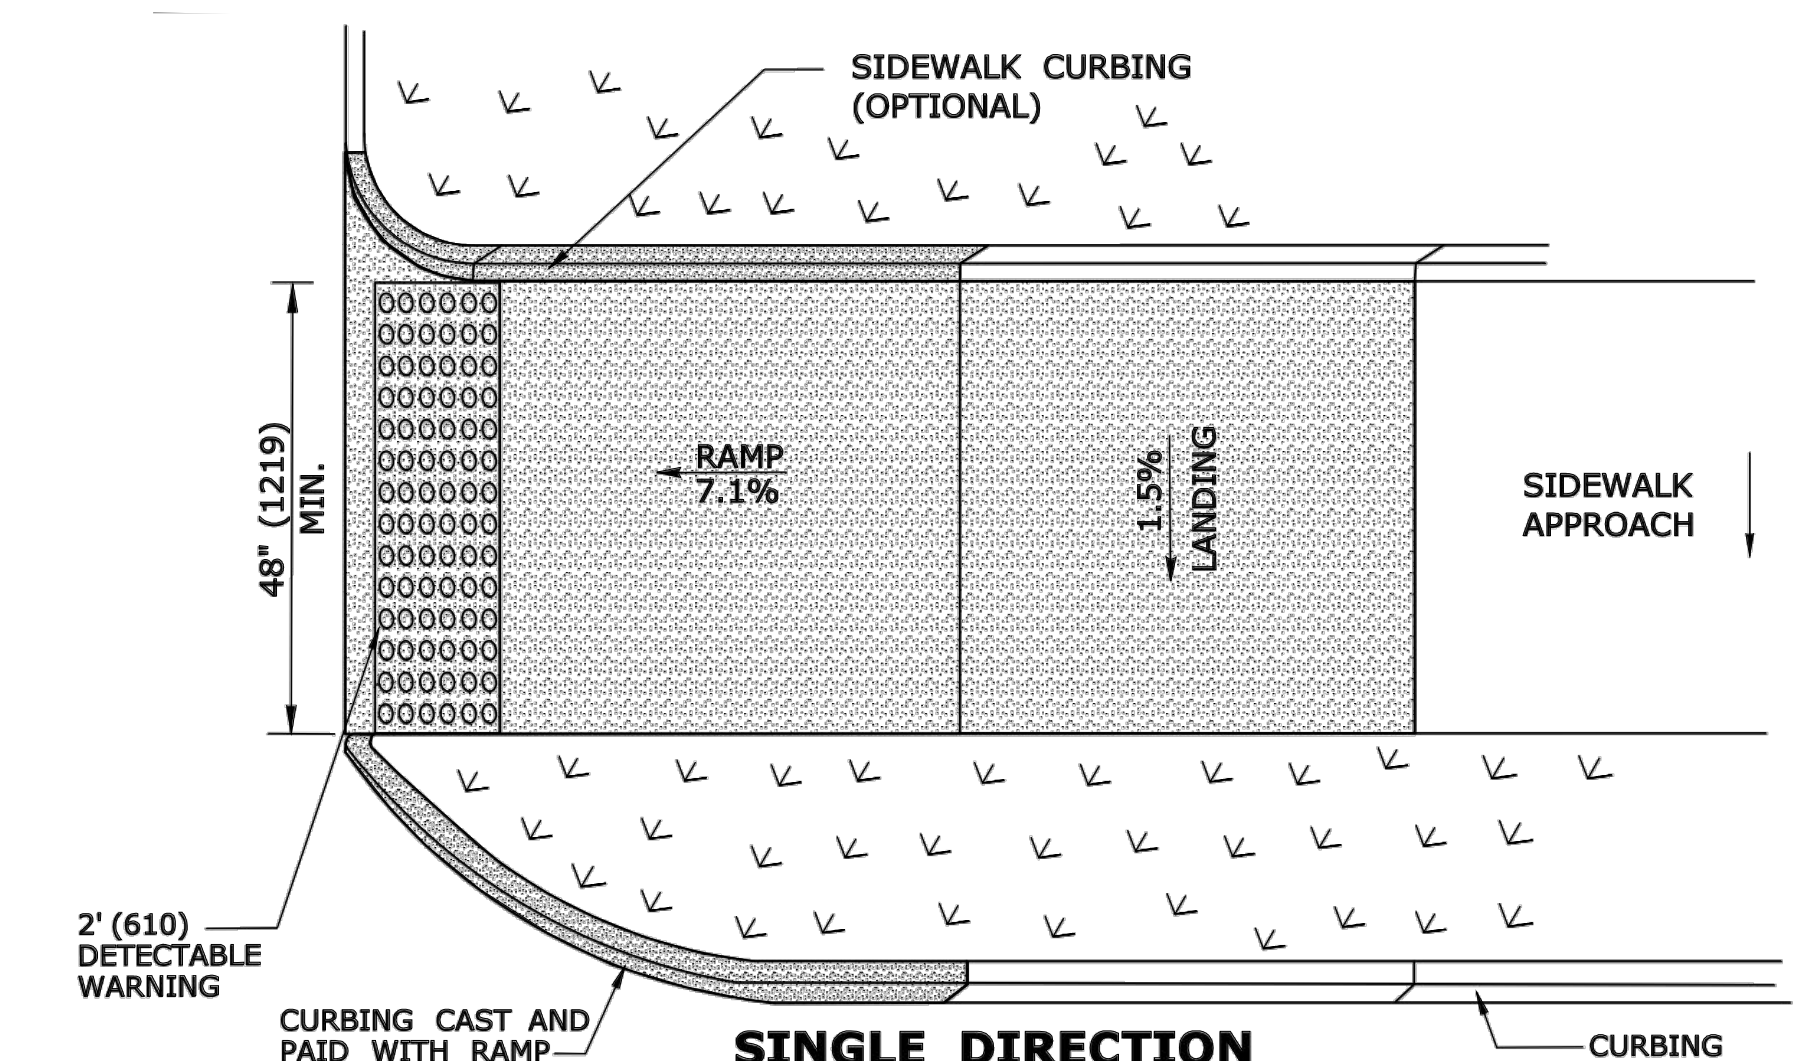 SIDEWALK CURBING
(OPTIONAL)
48" (1219)
MIN.
RAMP
7.1%
1.5%
LANDING
SIDEWALK
APPROACH
2' (610)
DETECTABLE
WARNING
CURBING CAST AND
PAID WITH RAMP
SINGLE DIRECTION
CURBING